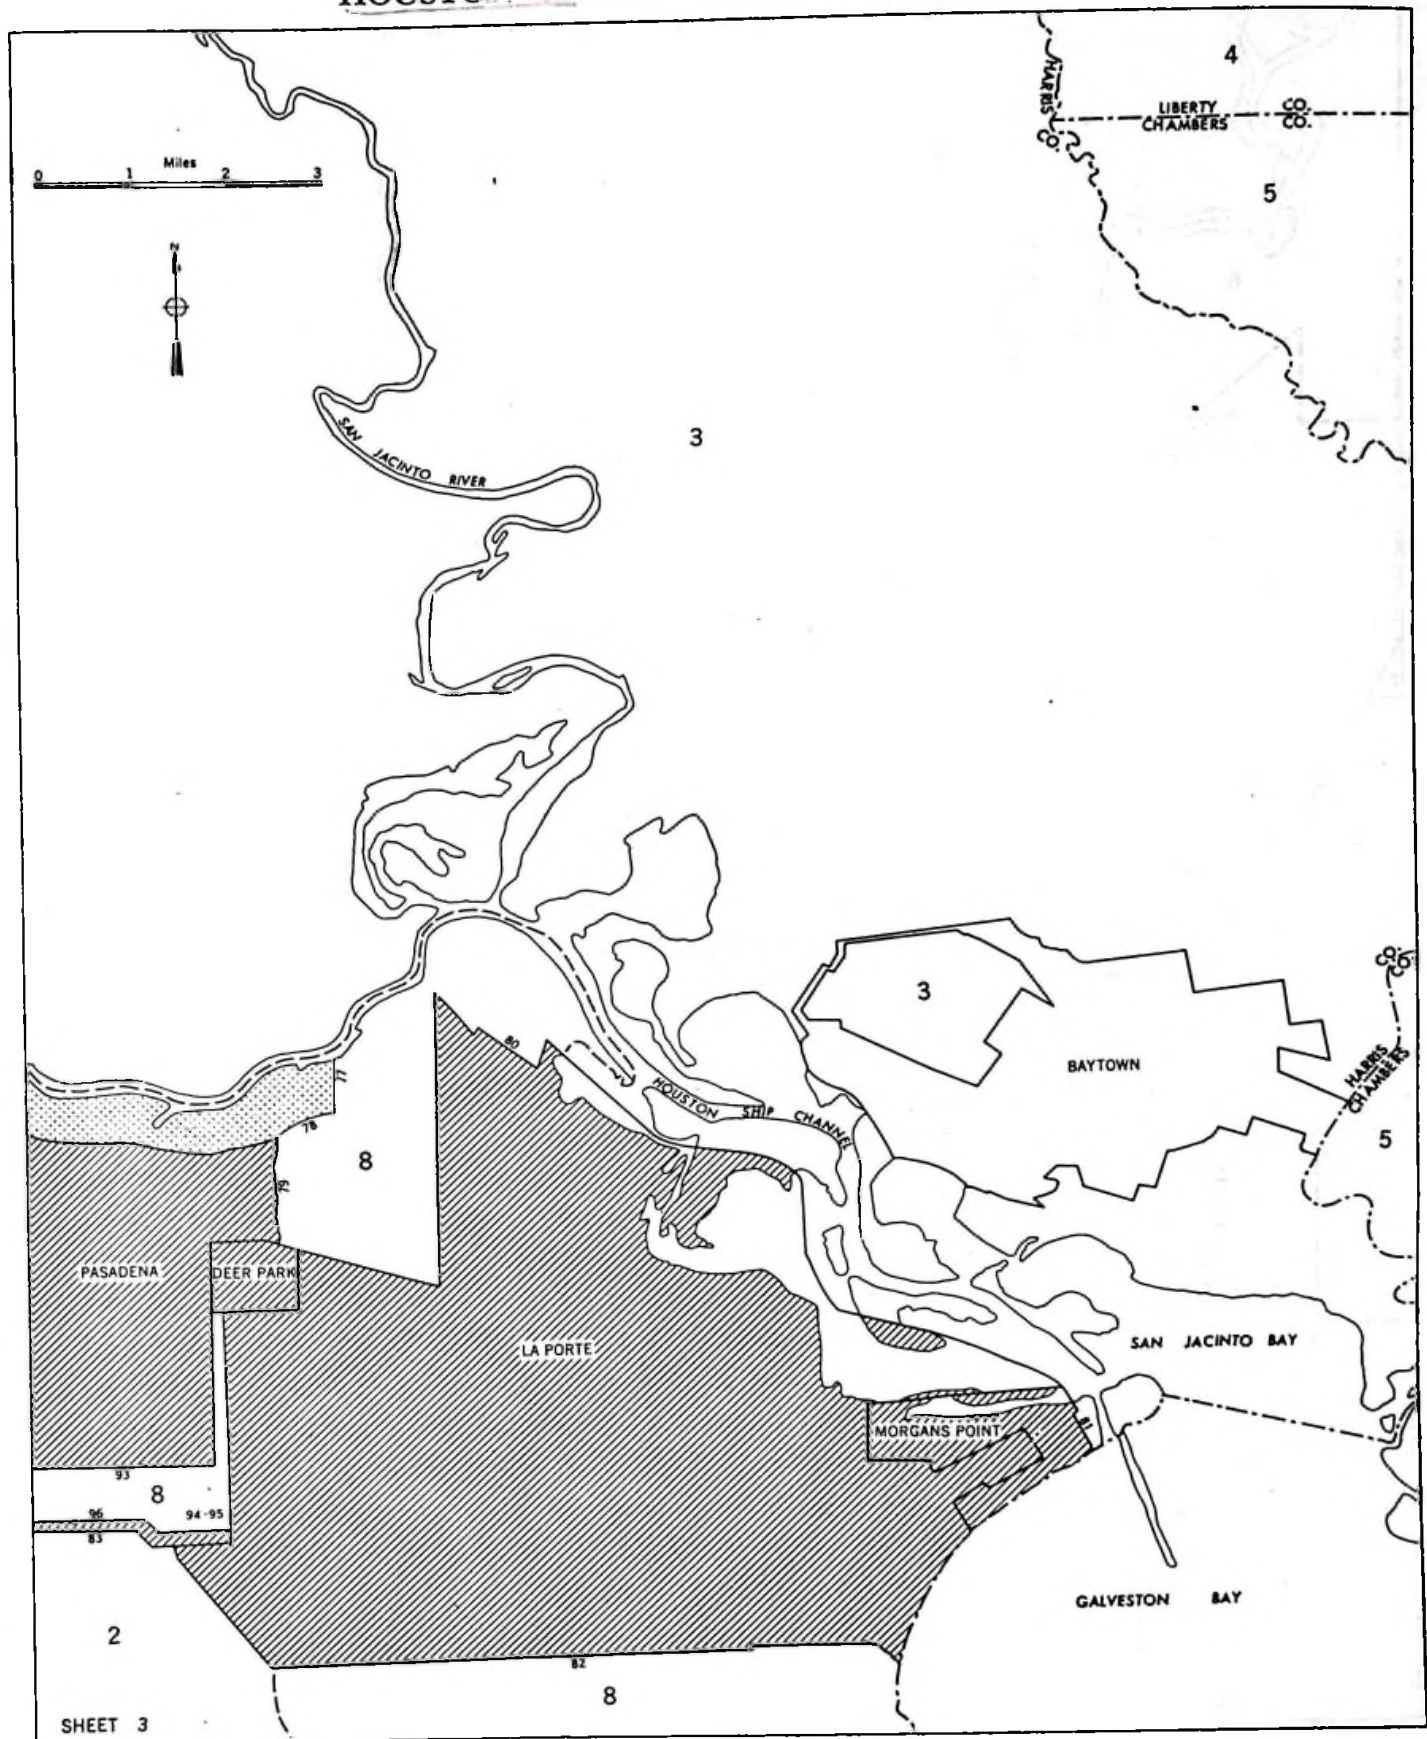 4
HARRIS CO.
LIBERTY CO.
CHAMBERS CO.
Miles
0 1 2 3
5
N
3
SAN JACINTO RIVER
3
CO.
CO.
80
BAYTOWN
HARRIS
CHAMBERS
77
HOUSTON SHIP CHANNEL
78
8
5
79
PASADENA
DEER PARK
LA PORTE
SAN JACINTO BAY
MORGANS POINT
81
93
8
96
94-95
83
GALVESTON BAY
2
82
8
SHEET 3